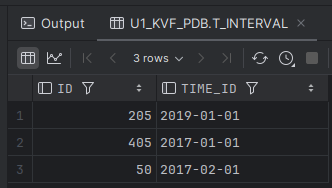 Output U1_KVF_PDB.T_INTERVAL
3 rows
ID TIME_ID
1 205 2019-01-01
2 405 2017-01-01
3 50 2017-02-01